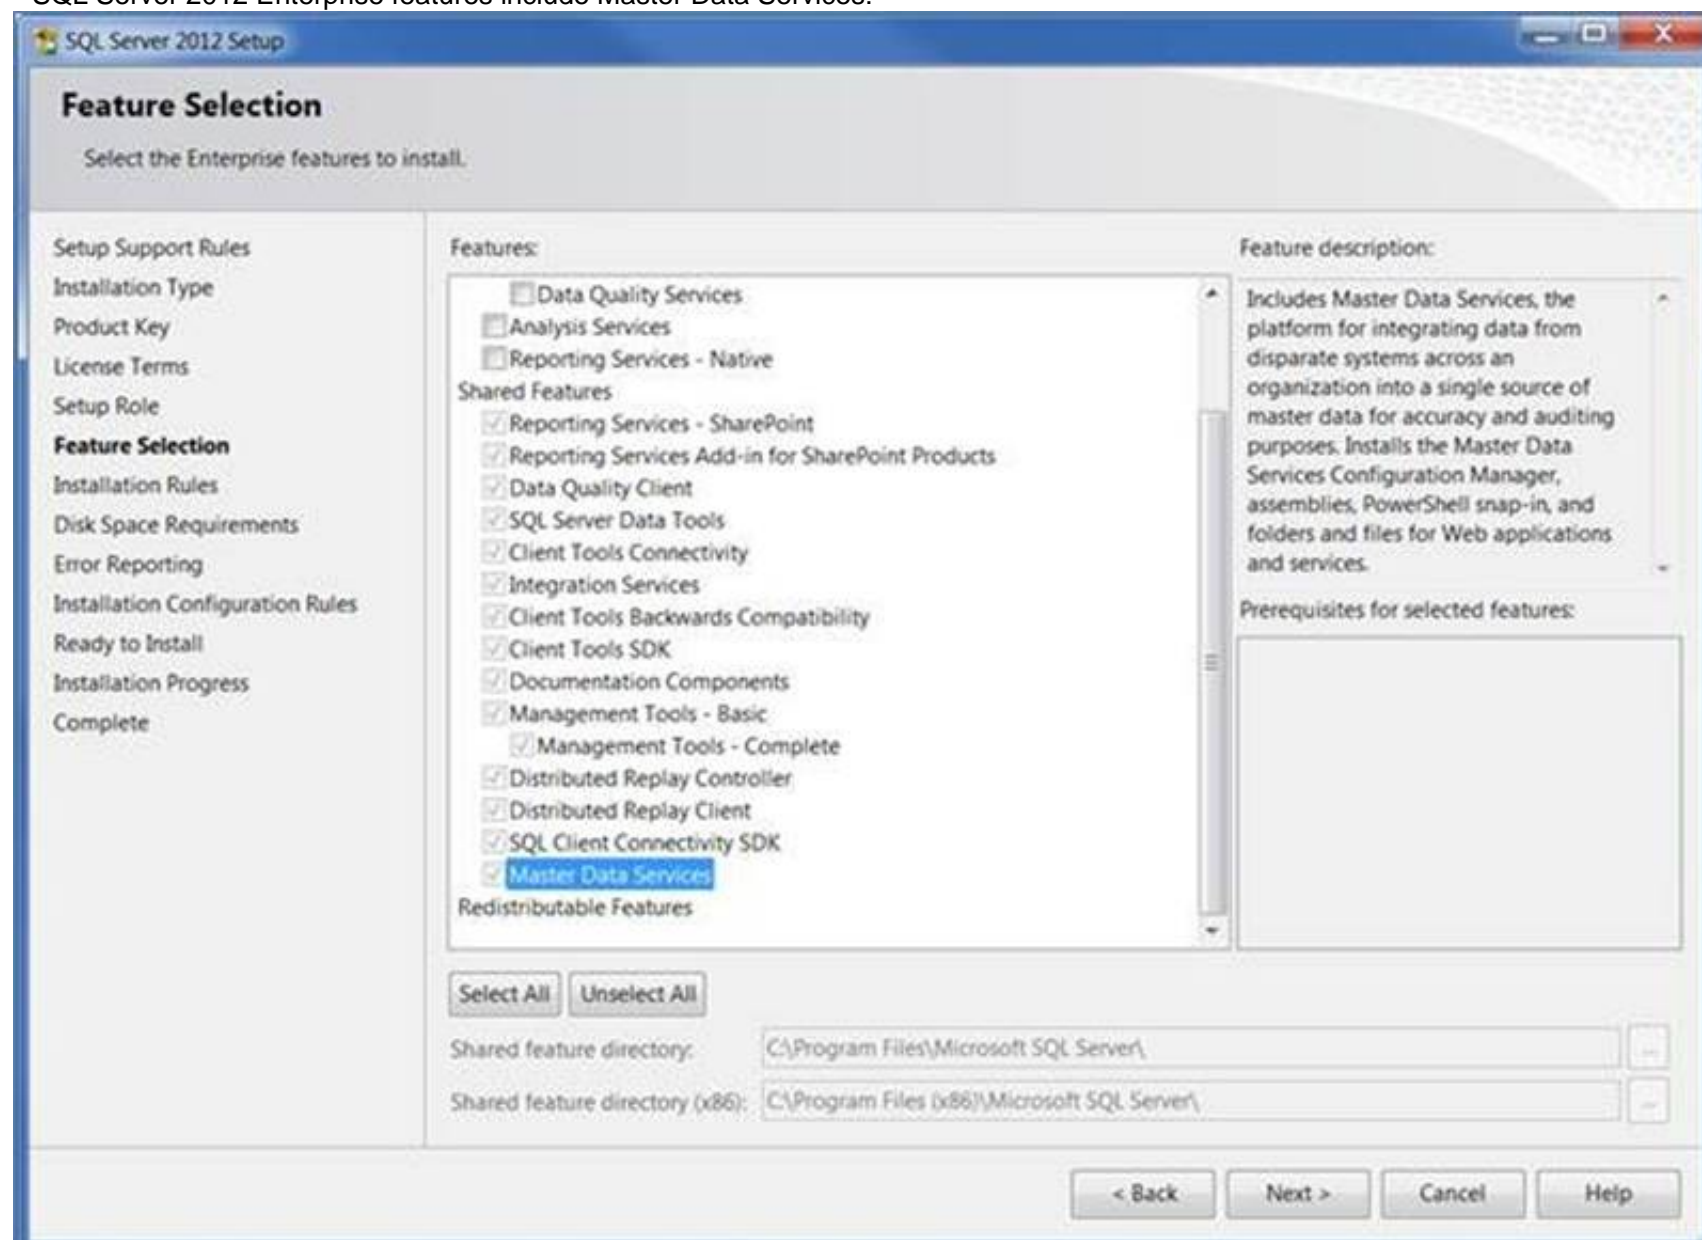 SQL Server 2012 Enterprise features include Master Data Services.
SQL Server 2012 Setup
Feature Selection
Select the Enterprise features to install.
Setup Support Rules
Installation Type
Product Key
License Terms
Setup Role
Feature Selection
Installation Rules
Disk Space Requirements
Error Reporting
Installation Configuration Rules
Ready to Install
Installation Progress
Complete
Features:
Data Quality Services
Analysis Services
Reporting Services - Native
Shared Features
Reporting Services - SharePoint
Reporting Services Add-in for SharePoint Products
Data Quality Client
SQL Server Data Tools
Client Tools Connectivity
Integration Services
Client Tools Backwards Compatibility
Client Tools SDK
Documentation Components
Management Tools - Basic
Management Tools - Complete
Distributed Replay Controller
Distributed Replay Client
SQL Client Connectivity SDK
Master Data Services
Redistributable Features
Feature description:
Includes Master Data Services, the
platform for integrating data from
disparate systems across an
organization into a single source of
master data for accuracy and auditing
purposes. Installs the Master Data
Services Configuration Manager,
assemblies, PowerShell snap-in, and
folders and files for Web applications
and services.
Prerequisites for selected features:
Select All Unselect All
Shared feature directory: C:\Program Files\Microsoft SQL Server\ ...
Shared feature directory (x86): C:\Program Files (x86)\Microsoft SQL Server\ ...
< Back Next > Cancel Help